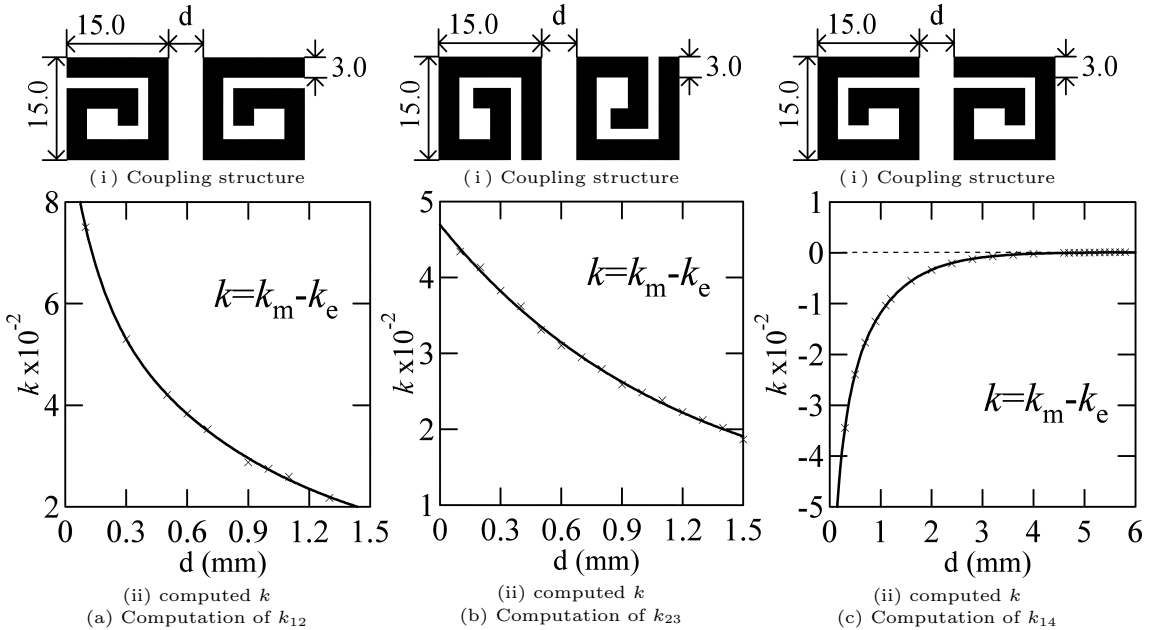 15.0
d
3.0
15.0
(i) Coupling structure
8
6
4
2
k x10-2
k=km-ke
0
0.3
0.6
0.9
1.2
1.5
d (mm)
(ii) computed k
(a) Computation of k12
15.0
d
3.0
15.0
(i) Coupling structure
5
4
3
2
1
k x10-2
k=km-ke
0
0.3
0.6
0.9
1.2
1.5
d (mm)
(ii) computed k
(b) Computation of k23
15.0
d
3.0
15.0
(i) Coupling structure
1
0
-1
-2
-3
-4
-5
k x10-2
k=km-ke
0
1
2
3
4
5
6
d (mm)
(ii) computed k
(c) Computation of k14